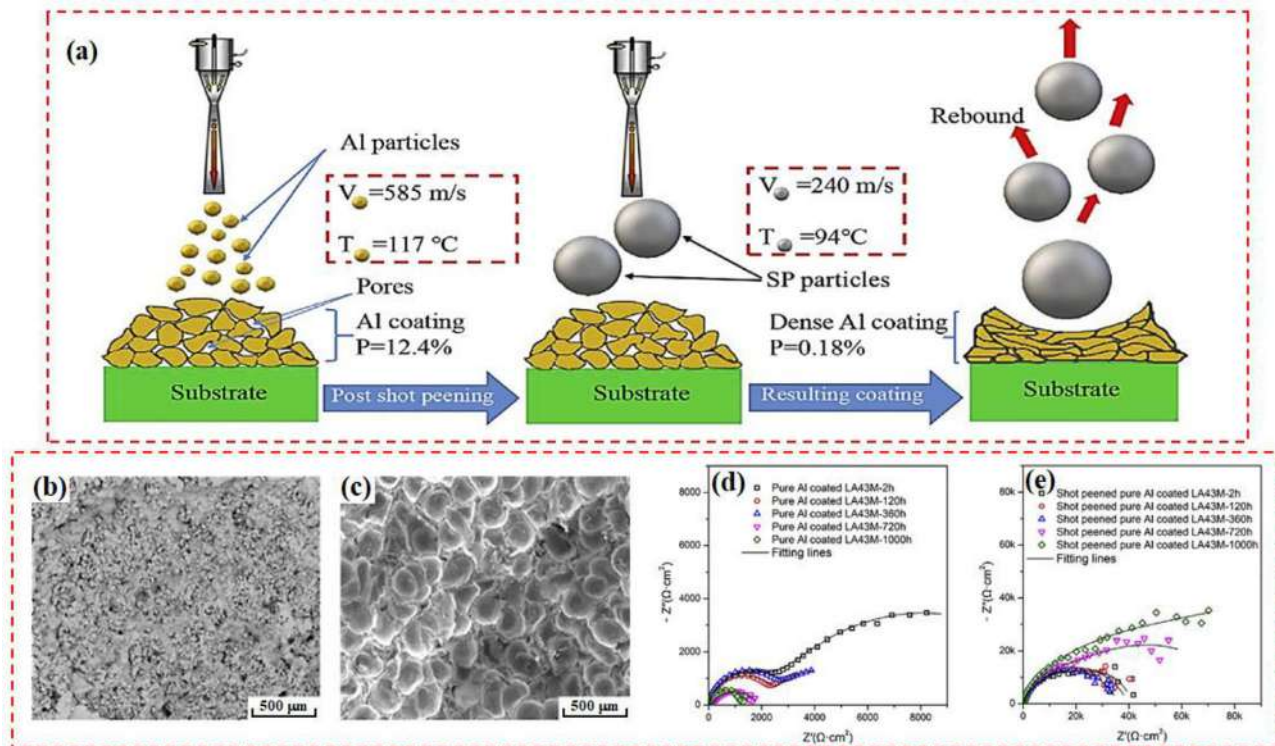 (a)
Al particles
V =585 m/s
T =117 °C
Pores
Al coating
P=12.4%
Substrate
Post shot peening
V =240 m/s
T =94°C
SP particles
Substrate
Dense Al coating
P=0.18%
Resulting coating
Rebound
Substrate
(b)
500 μm
(c)
500 μm
(d)
Pure Al coated LA43M-2h
Pure Al coated LA43M-120h
Pure Al coated LA43M-360h
Pure Al coated LA43M-720h
Pure Al coated LA43M-1000h
Fitting lines
- Z''(Ω·cm²)
8000
6000
4000
2000
0
0 2000 4000 6000 8000
Z'(Ω·cm²)
(e)
Shot peened pure Al coated LA43M-2h
Shot peened pure Al coated LA43M-120h
Shot peened pure Al coated LA43M-360h
Shot peened pure Al coated LA43M-720h
Shot peened pure Al coated LA43M-1000h
Fitting lines
- Z''(Ω·cm²)
80k
60k
40k
20k
0
0 20k 40k 60k 80k
Z'(Ω·cm²)